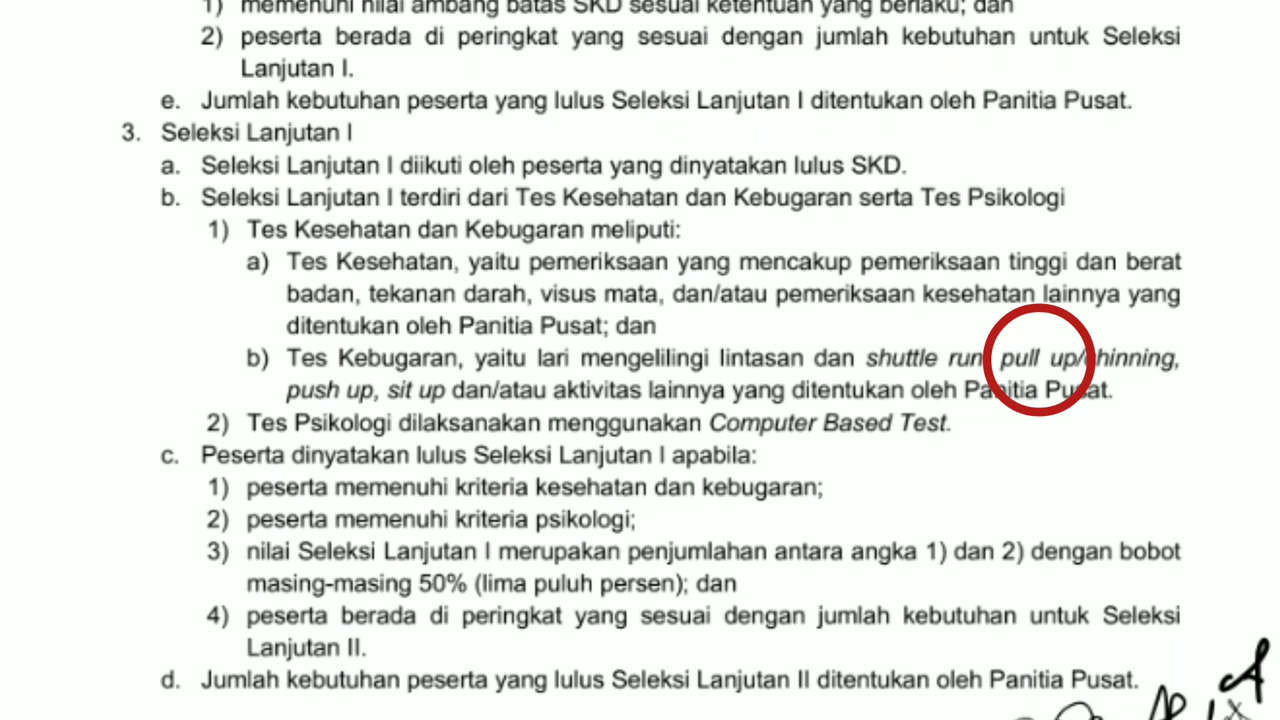 1) memenuhi nilai ambang batas SKD sesuai ketentuan yang berlaku; dan
2) peserta berada di peringkat yang sesuai dengan jumlah kebutuhan untuk Seleksi
Lanjutan I.
e. Jumlah kebutuhan peserta yang lulus Seleksi Lanjutan I ditentukan oleh Panitia Pusat.
3. Seleksi Lanjutan I
a. Seleksi Lanjutan I diikuti oleh peserta yang dinyatakan lulus SKD.
b. Seleksi Lanjutan I terdiri dari Tes Kesehatan dan Kebugaran serta Tes Psikologi
1) Tes Kesehatan dan Kebugaran meliputi:
a) Tes Kesehatan, yaitu pemeriksaan yang mencakup pemeriksaan tinggi dan berat
badan, tekanan darah, visus mata, dan/atau pemeriksaan kesehatan lainnya yang
ditentukan oleh Panitia Pusat; dan
b) Tes Kebugaran, yaitu lari mengelilingi lintasan dan shuttle run, pull up/chinning,
push up, sit up dan/atau aktivitas lainnya yang ditentukan oleh Panitia Pusat.
2) Tes Psikologi dilaksanakan menggunakan Computer Based Test.
c. Peserta dinyatakan lulus Seleksi Lanjutan I apabila:
1) peserta memenuhi kriteria kesehatan dan kebugaran;
2) peserta memenuhi kriteria psikologi;
3) nilai Seleksi Lanjutan I merupakan penjumlahan antara angka 1) dan 2) dengan bobot
masing-masing 50% (lima puluh persen); dan
4) peserta berada di peringkat yang sesuai dengan jumlah kebutuhan untuk Seleksi
Lanjutan II.
d. Jumlah kebutuhan peserta yang lulus Seleksi Lanjutan II ditentukan oleh Panitia Pusat.